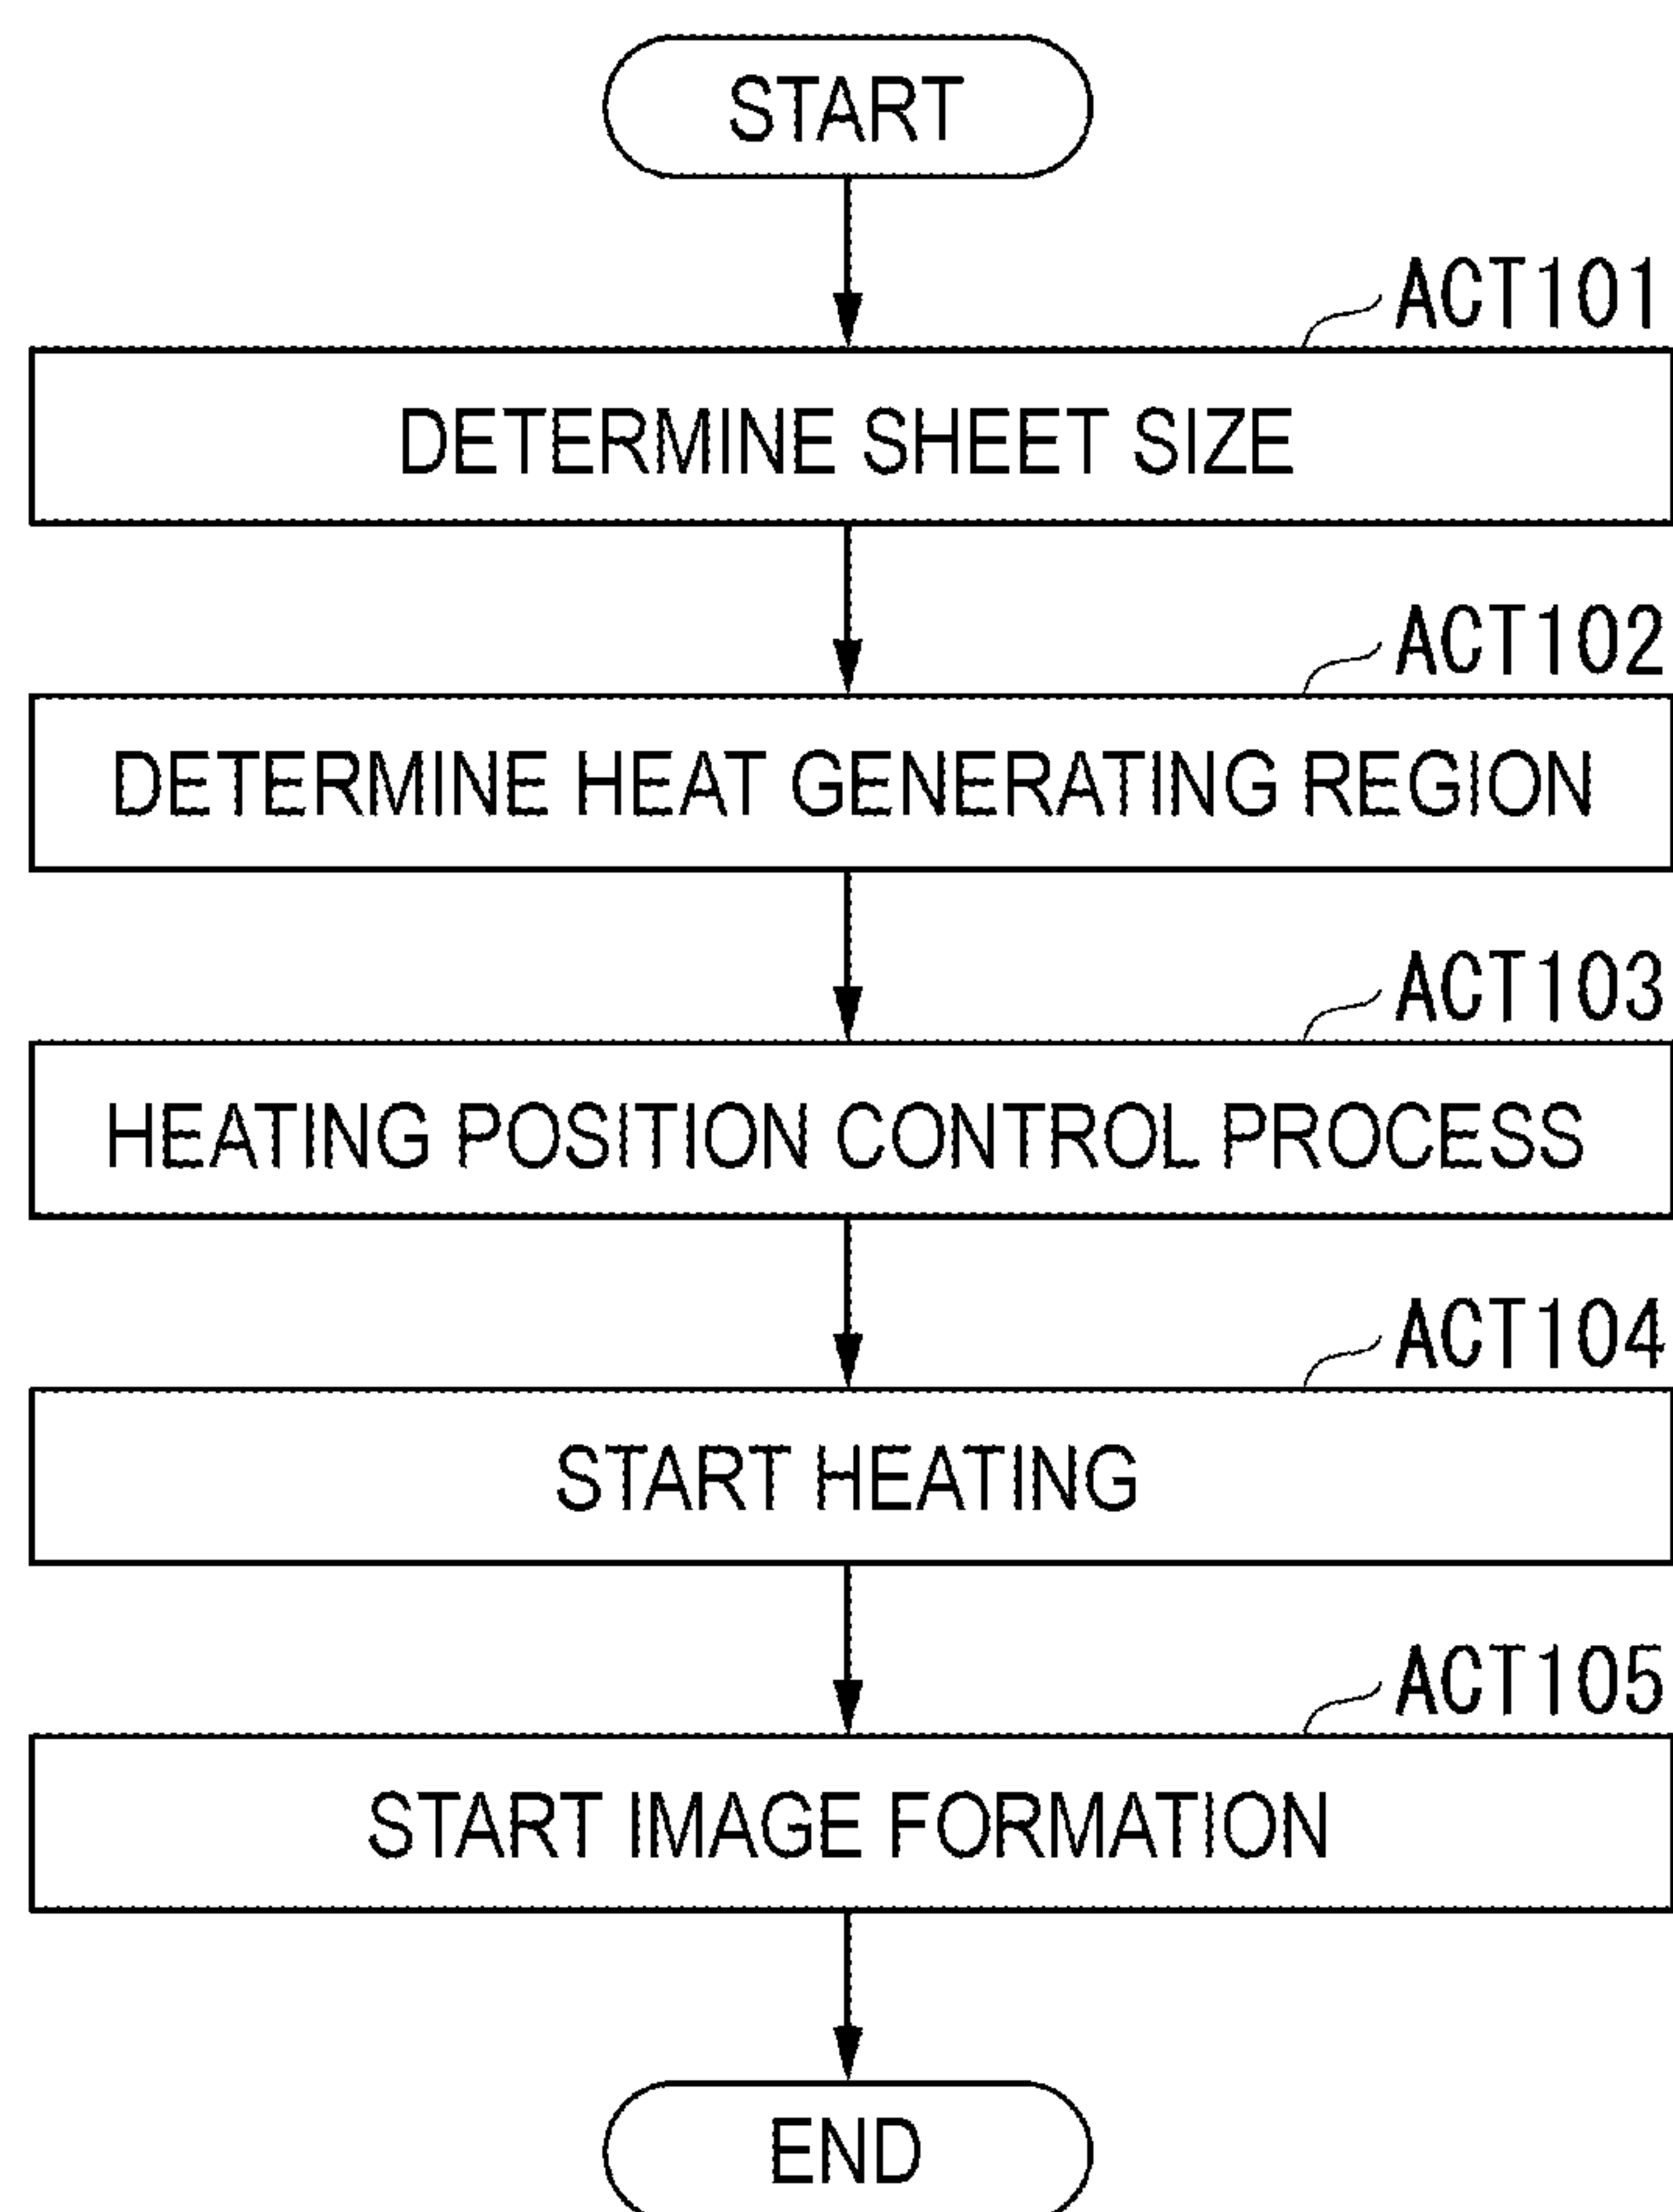 START
ACT101
DETERMINE SHEET SIZE
ACT102
DETERMINE HEAT GENERATING REGION
ACT103
HEATING POSITION CONTROL PROCESS
ACT104
START HEATING
ACT105
START IMAGE FORMATION
END